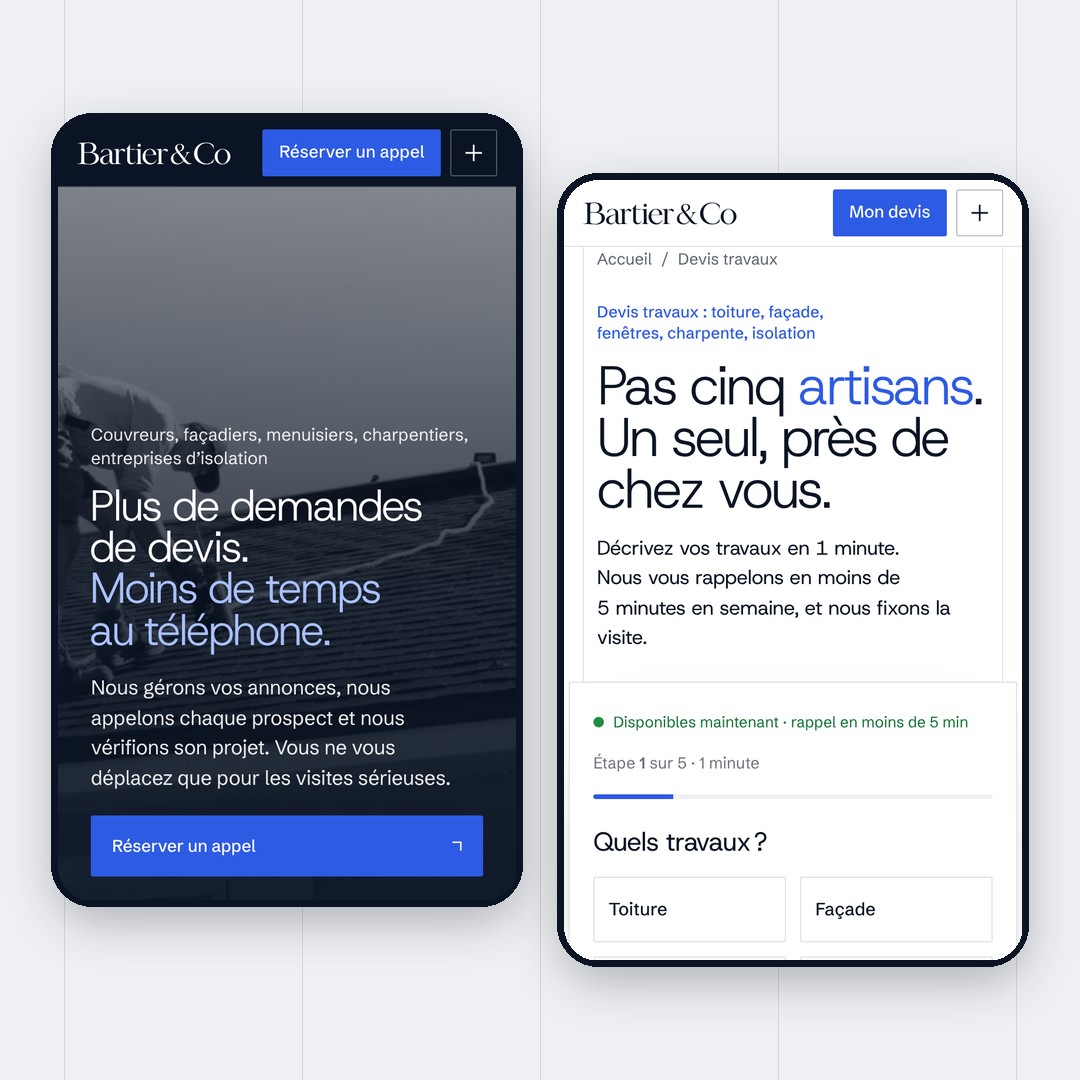 Bartier & Co
Réserver un appel
Couvreurs, façadiers, menuisiers, charpentiers,
entreprises d’isolation
Plus de demandes
de devis.
Moins de temps
au téléphone.
Nous gérons vos annonces, nous
appelons chaque prospect et nous
vérifions son projet. Vous ne vous
déplacez que pour les visites sérieuses.
Réserver un appel
Bartier & Co
Mon devis
Accueil / Devis travaux
Devis travaux : toiture, façade,
fenêtres, charpente, isolation
Pas cinq artisans.
Un seul, près de
chez vous.
Décrivez vos travaux en 1 minute.
Nous vous rappelons en moins de
5 minutes en semaine, et nous fixons la
visite.
Disponibles maintenant · rappel en moins de 5 min
Étape 1 sur 5 · 1 minute
Quels travaux ?
Toiture
Façade